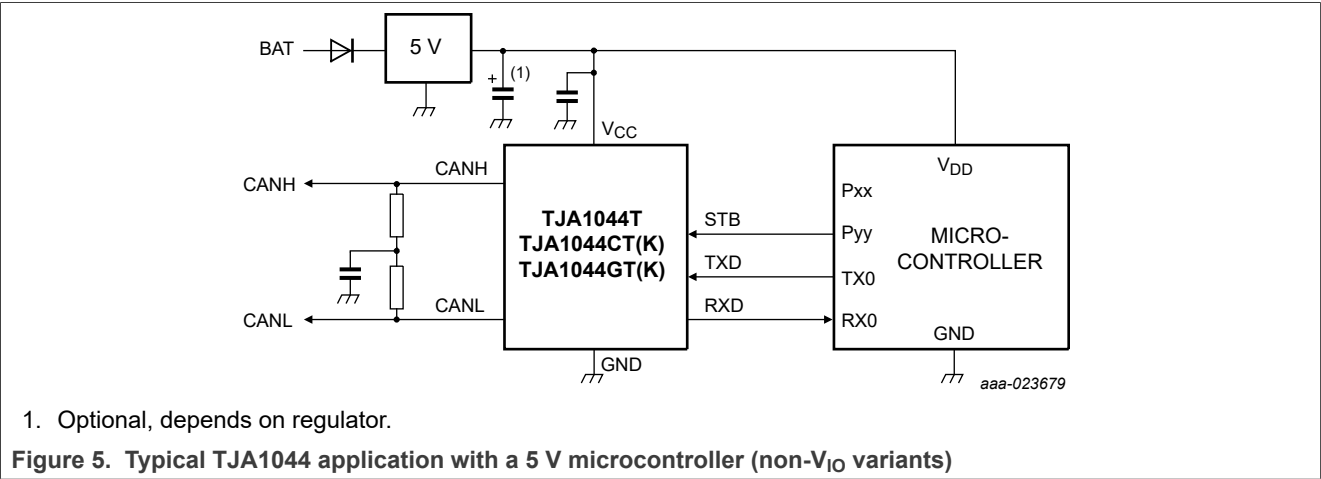 BAT
5 V
+
(1)
V_CC
CANH
CANH
CANL
CANL
TJA1044T
TJA1044CT(K)
TJA1044GT(K)
GND
STB
TXD
RXD
V_DD
Pxx
Pyy
TX0
RX0
MICRO-
CONTROLLER
GND
aaa-023679
1. Optional, depends on regulator.
Figure 5. Typical TJA1044 application with a 5 V microcontroller (non-V_IO variants)